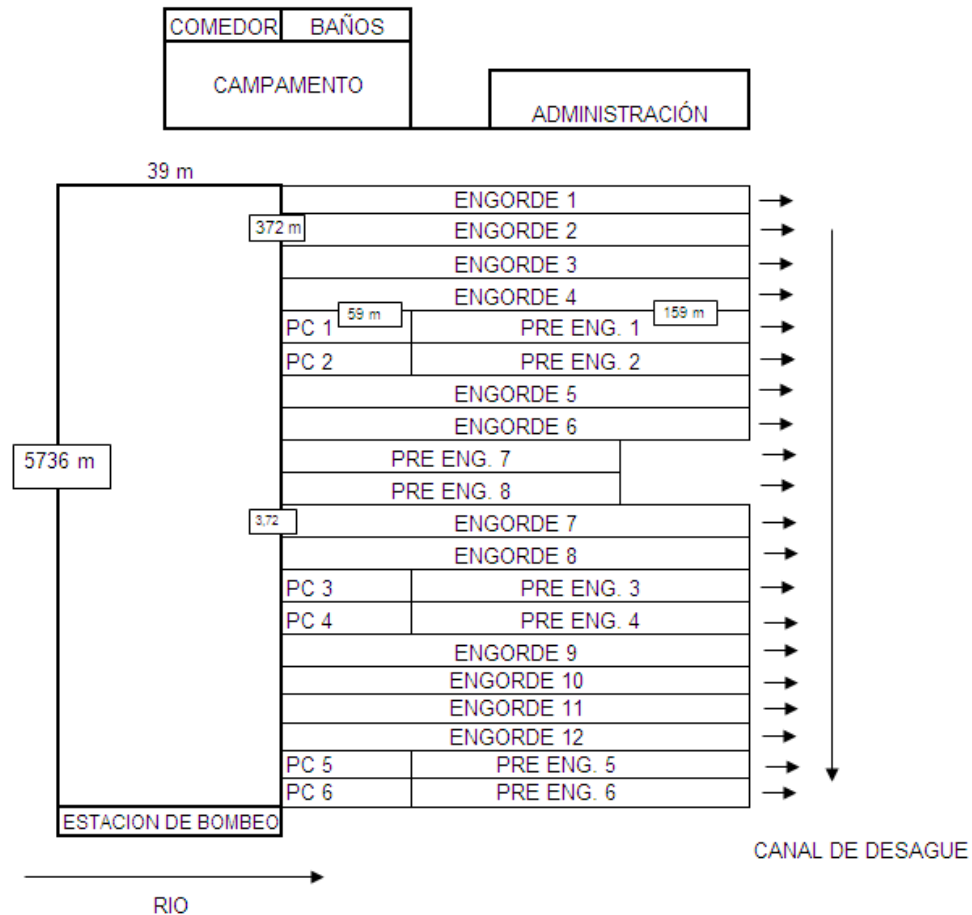 COMEDOR BAÑOS
CAMPAMENTO
ADMINISTRACIÓN
39 m
ENGORDE 1
372 m
ENGORDE 2
ENGORDE 3
ENGORDE 4
59 m
159 m
PC 1 PRE ENG. 1
PC 2 PRE ENG. 2
ENGORDE 5
ENGORDE 6
5736 m
PRE ENG. 7
PRE ENG. 8
3,72
ENGORDE 7
ENGORDE 8
PC 3 PRE ENG. 3
PC 4 PRE ENG. 4
ENGORDE 9
ENGORDE 10
ENGORDE 11
ENGORDE 12
PC 5 PRE ENG. 5
PC 6 PRE ENG. 6
ESTACION DE BOMBEO
CANAL DE DESAGUE
RIO